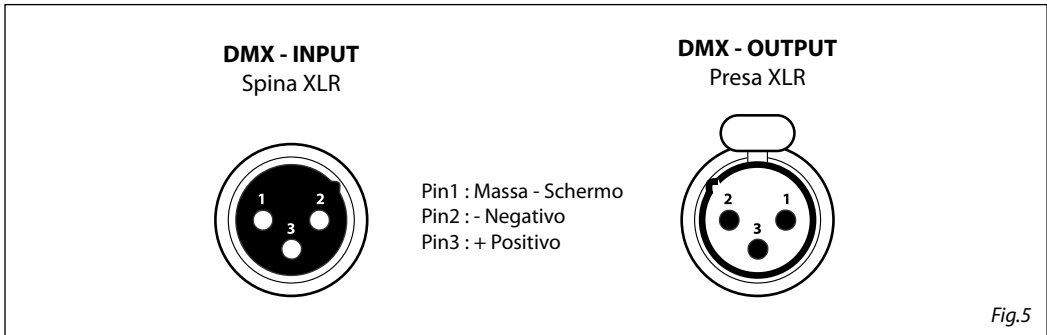 DMX - INPUT
Spina XLR
DMX - OUTPUT
Presa XLR
1
2
3
Pin1 : Massa - Schermo
Pin2 : - Negativo
Pin3 : + Positivo
2
1
3
Fig.5